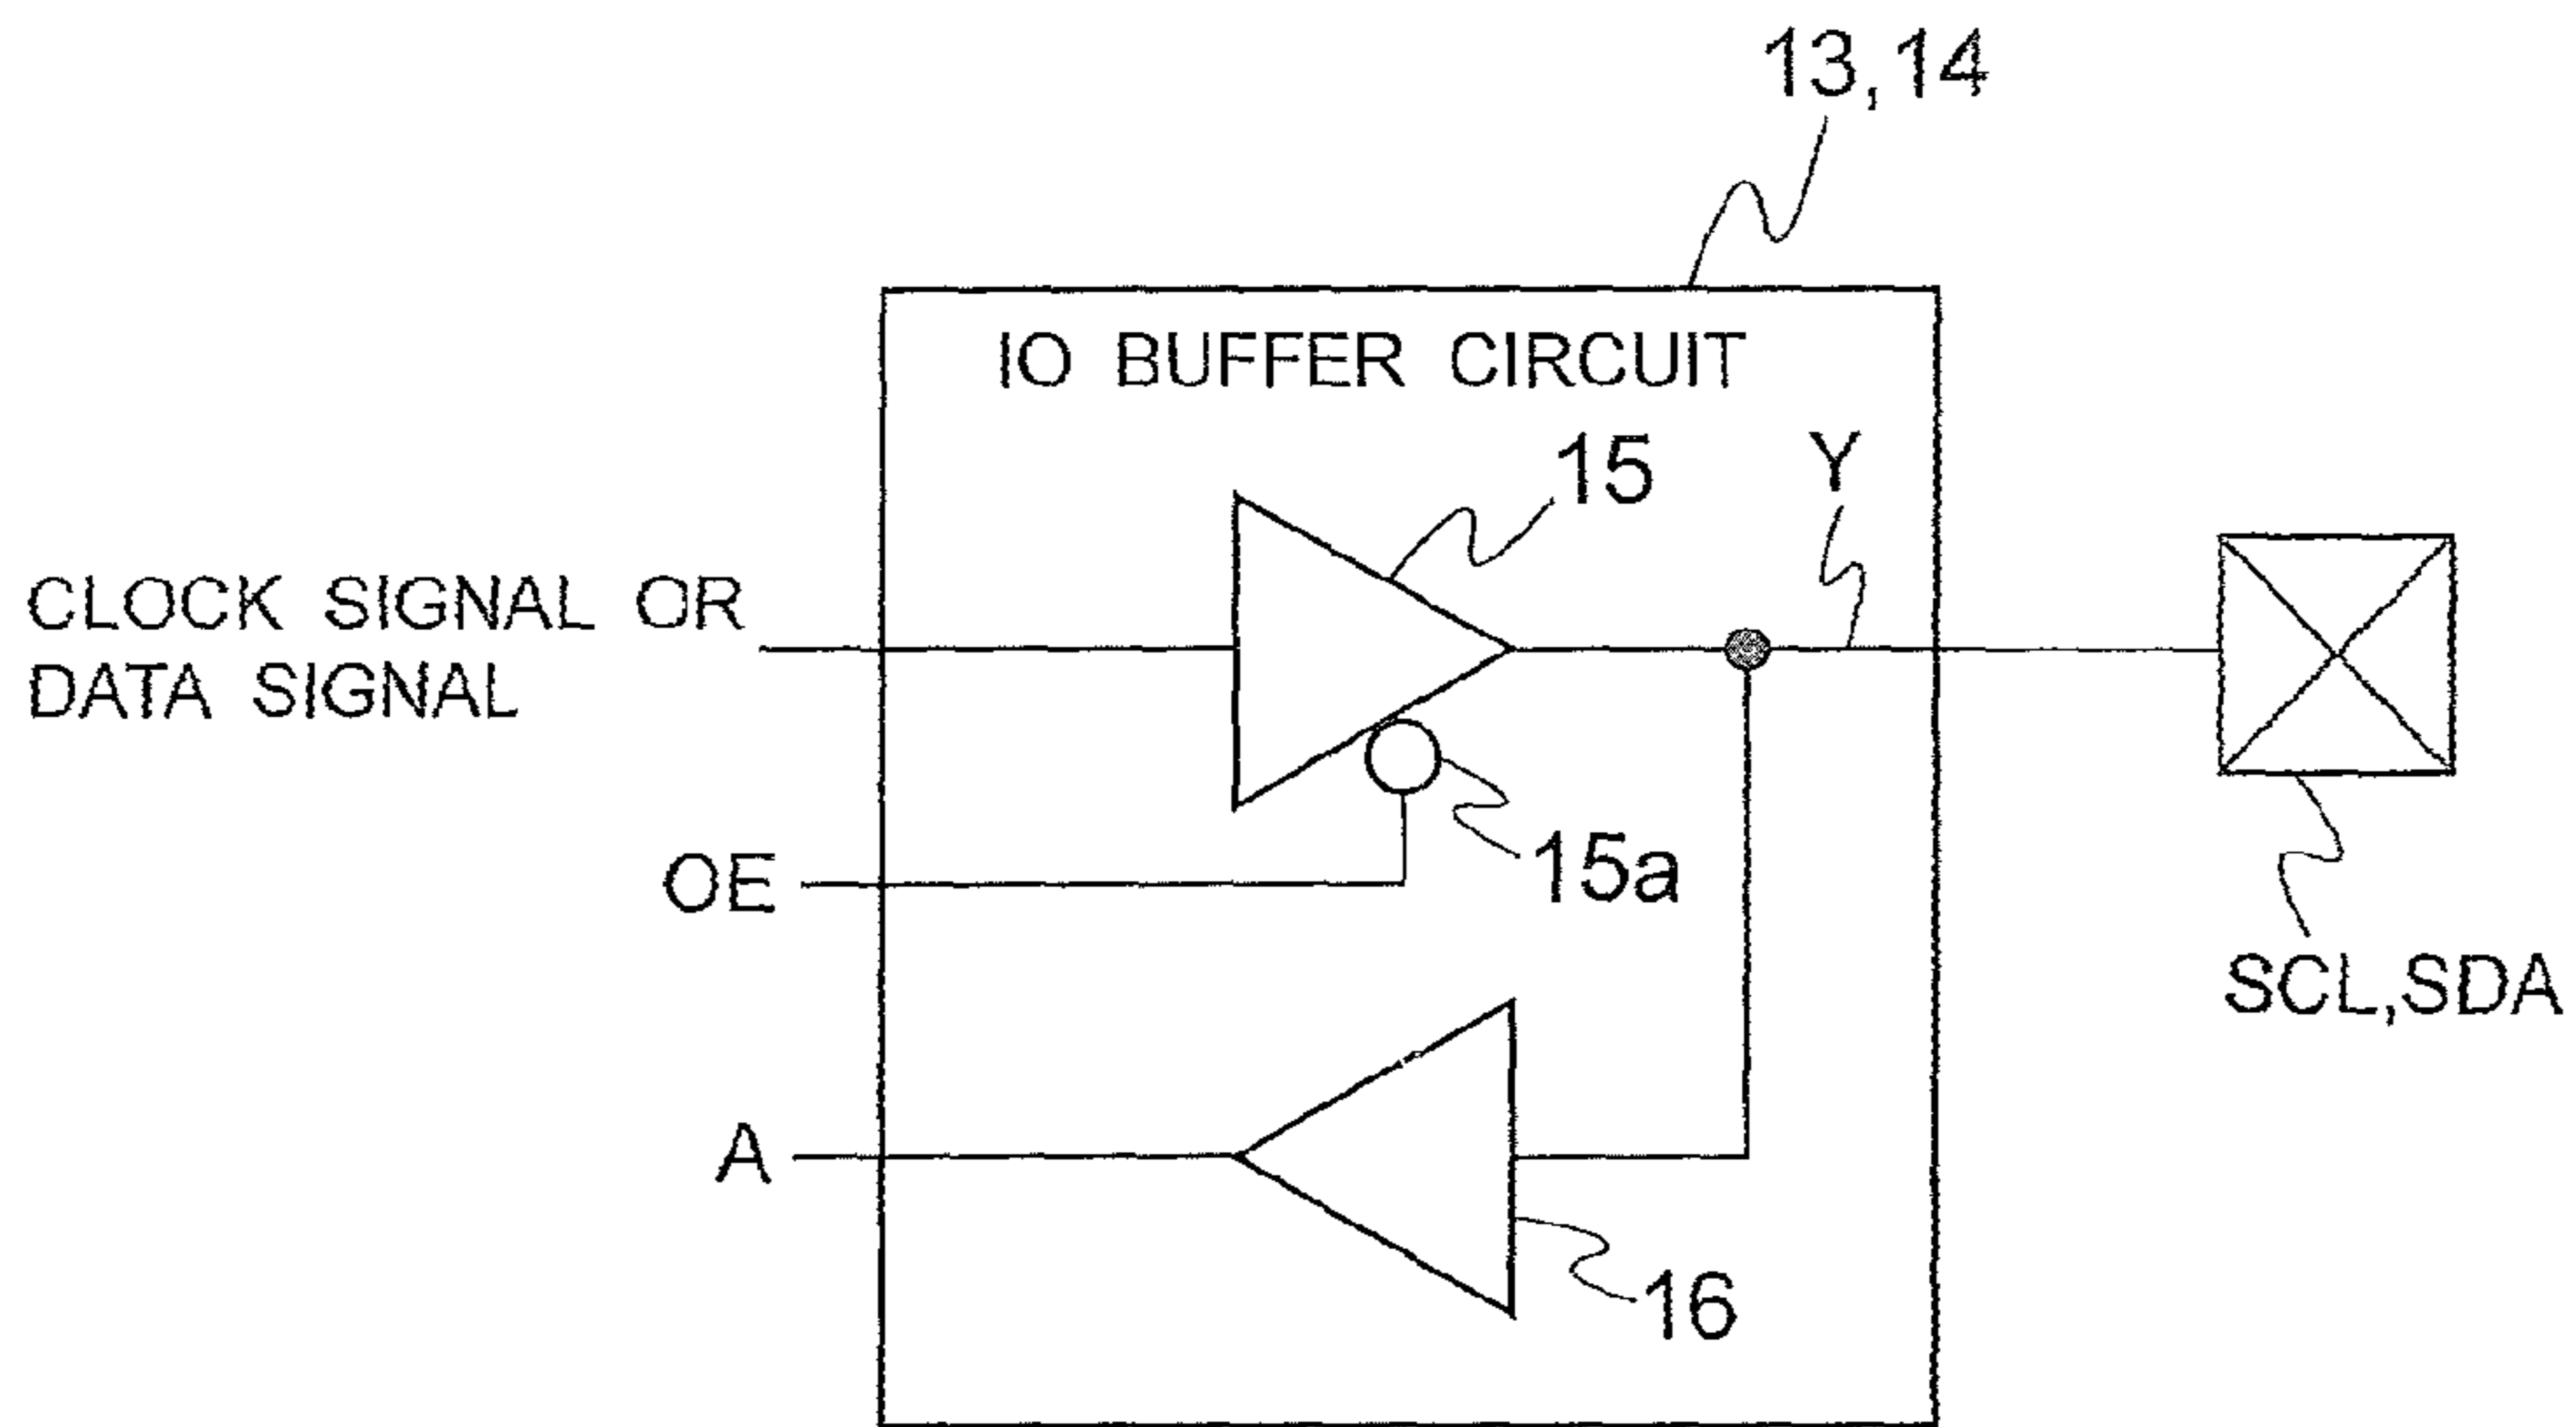 13,14
IO BUFFER CIRCUIT
15
Y
CLOCK SIGNAL OR
DATA SIGNAL
15a
OE
SCL,SDA
A
16